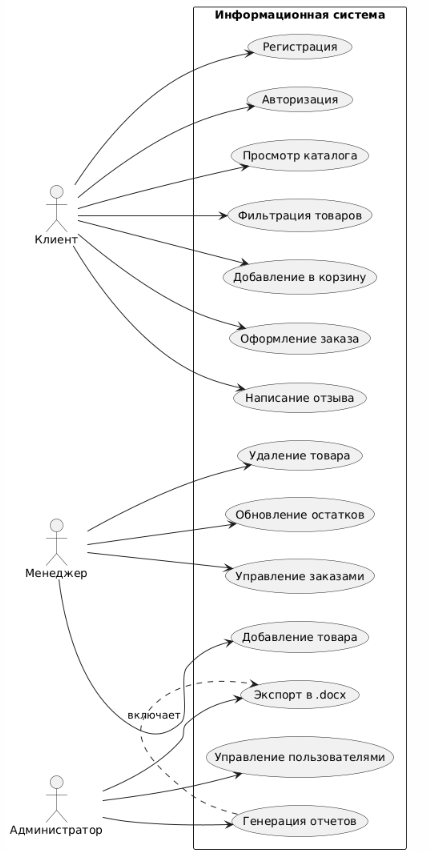 Информационная система
Регистрация
Авторизация
Просмотр каталога
Фильтрация товаров
Клиент
Добавление в корзину
Оформление заказа
Написание отзыва
Удаление товара
Обновление остатков
Менеджер
Управление заказами
Добавление товара
Экспорт в .docx
включает
Управление пользователями
Администратор
Генерация отчетов